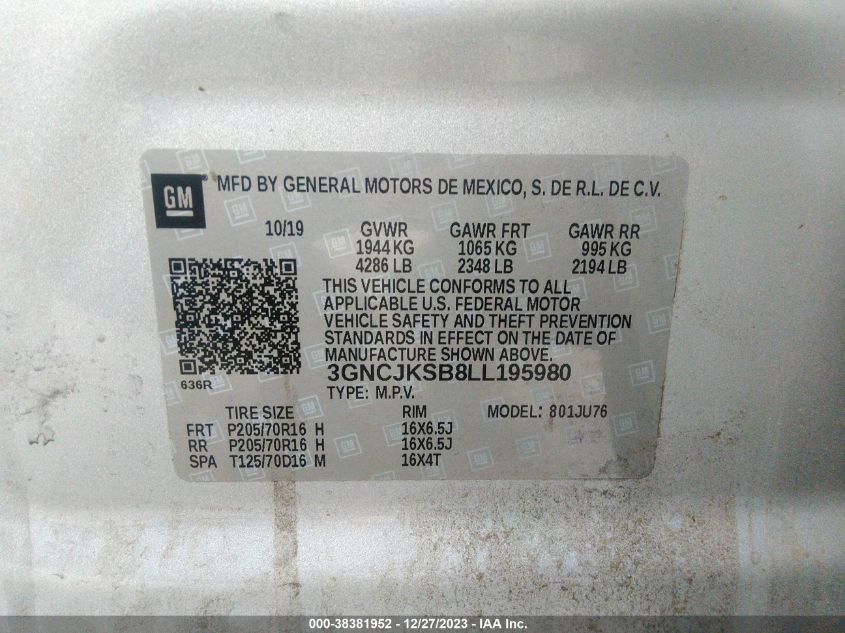 GM
MFD BY GENERAL MOTORS DE MEXICO, S. DE R.L. DE C.V.
10/19 GVWR GAWR FRT GAWR RR
1944 KG 1065 KG 995 KG
4286 LB 2348 LB 2194 LB
THIS VEHICLE CONFORMS TO ALL
APPLICABLE U.S. FEDERAL MOTOR
VEHICLE SAFETY AND THEFT PREVENTION
STANDARDS IN EFFECT ON THE DATE OF
MANUFACTURE SHOWN ABOVE.
3GNCJKSB8LL195980
636R
TYPE: M.P.V.
TIRE SIZE RIM MODEL: 801JU76
FRT P205/70R16 H 16X6.5J
RR P205/70R16 H 16X6.5J
SPA T125/70D16 M 16X4T
000-38381952 - 12/27/2023 - IAA Inc.